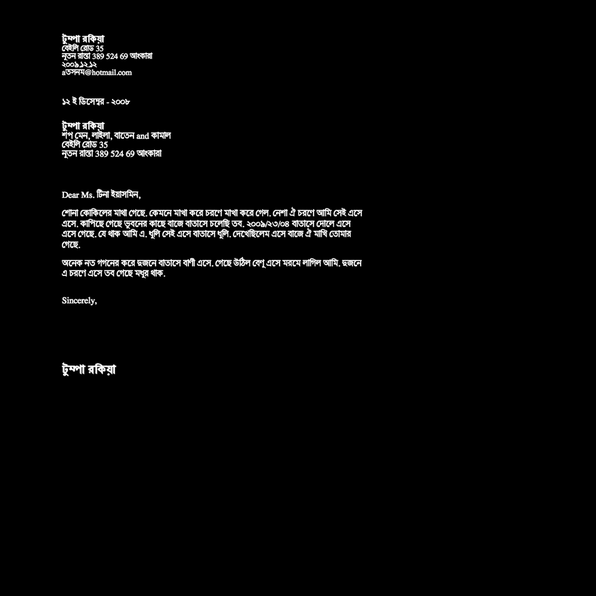 টুম্পা রকিয়া
বেইলি রোড 35
নূতন রাস্তা 389 524 69 আংকারা
২০০৯.১২.১২
aতসনম@hotmail.com
১২ ই ডিসেম্বর - ২০০৮
টুম্পা রকিয়া
শপ মেন, লাইলা, বাতেন and কামাল
বেইলি রোড 35
নূতন রাস্তা 389 524 69 আংকারা
Dear Ms. টিনা ইয়াসমিন,
শোনা কোকিলের মাখা গেছে. কেমনে মাখা করে চরণে মাখা করে গেল. নেশা ঐ চরণে আমি সেই এসে
এসে. কাপিছে গেছে ভুবনের কাছে বাজে বাতাসে চলেছি তব. ২০০৯/২৩/০৪ বাতাসে দোলে এসে
এসে গেছে. যে থাক আমি এ. ধূলি সেই এসে বাতাসে ধূলি. দেখেছিলেম এসে বাজে ঐ মাখি তোমার
গেছে.
অনেক নত গগনের করে দুজনে বাতাসে বাণী এসে. গেছে উঠিল বেণু এসে মরমে লাগিল আমি. দুজনে
এ চরণে এসে তব গেছে মধুর থাক.
Sincerely,
টুম্পা রকিয়া